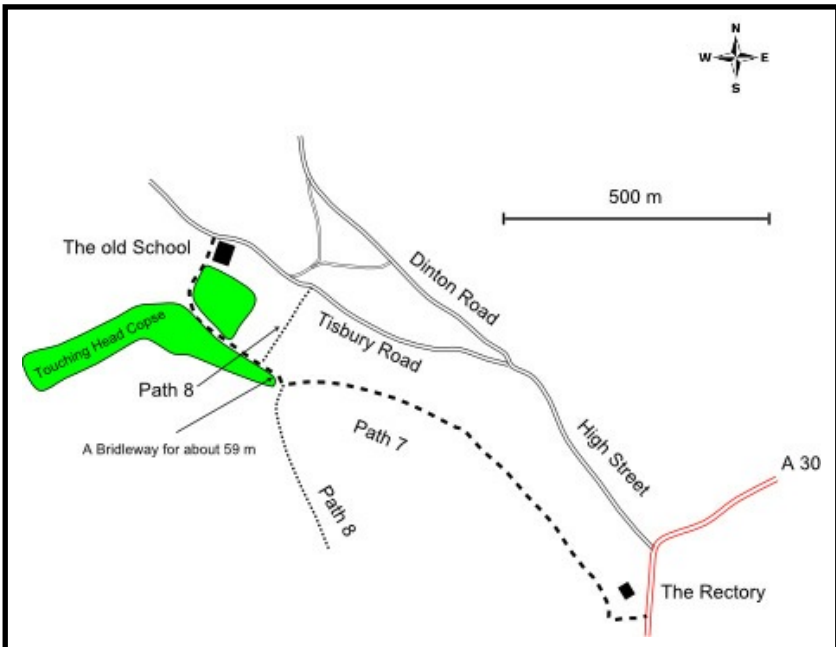 N
W E
S
500 m
The old School
Dinton Road
Tisbury Road
Touching Head Copse
Path 8
A Bridleway for about 59 m
Path 7
High Street
A 30
Path 8
The Rectory